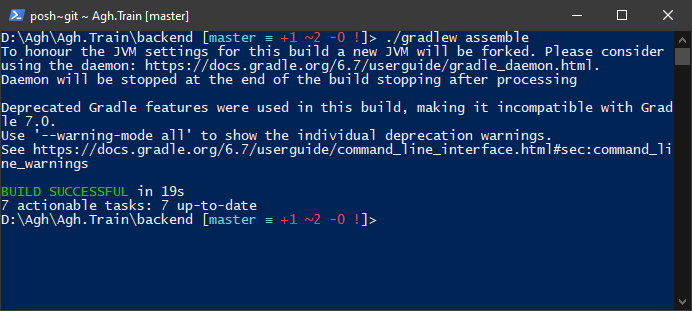 posh~git ~ Agh.Train [master]
D:\Agh\Agh.Train\backend [master ≡ +1 ~2 -0 !]> ./gradlew assemble
To honour the JVM settings for this build a new JVM will be forked. Please consider
using the daemon: https://docs.gradle.org/6.7/userguide/gradle_daemon.html.
Daemon will be stopped at the end of the build stopping after processing
Deprecated Gradle features were used in this build, making it incompatible with Grad
le 7.0.
Use '--warning-mode all' to show the individual deprecation warnings.
See https://docs.gradle.org/6.7/userguide/command_line_interface.html#sec:command_li
ne_warnings
BUILD SUCCESSFUL in 19s
7 actionable tasks: 7 up-to-date
D:\Agh\Agh.Train\backend [master ≡ +1 ~2 -0 !]>